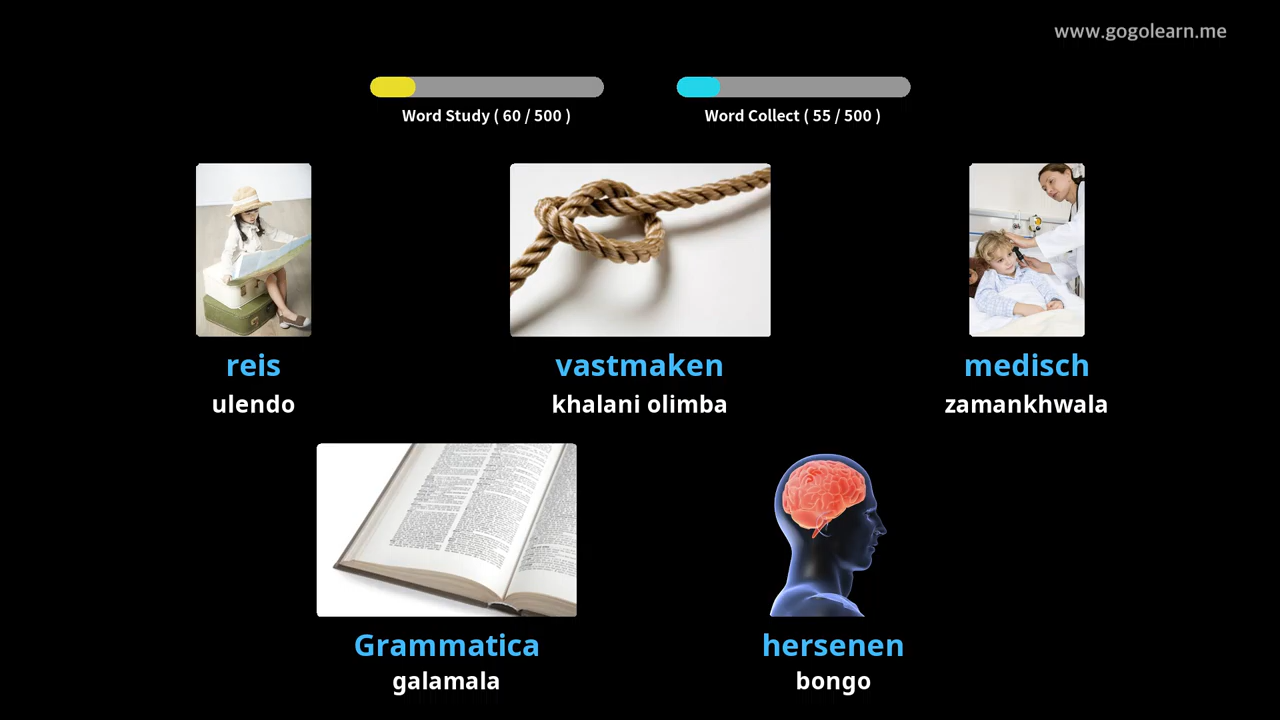 www.gogolearn.me
Word Study ( 60 / 500 )
Word Collect ( 55 / 500 )
reis
vastmaken
medisch
ulendo
khalani olimba
zamankhwala
Grammatica
hersenen
galamala
bongo